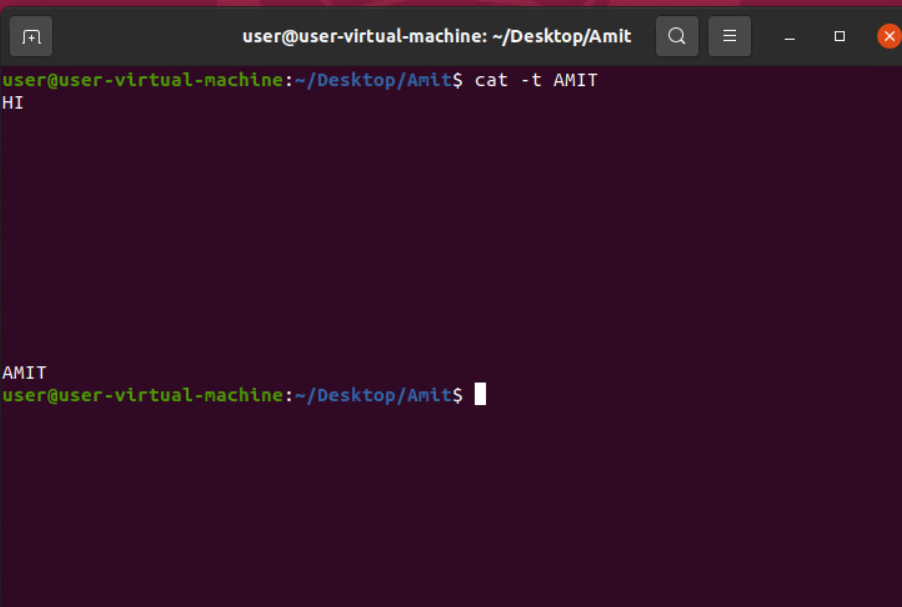 user@user-virtual-machine: ~/Desktop/Amit
user@user-virtual-machine:~/Desktop/Amit$ cat -t AMIT
HI
AMIT
user@user-virtual-machine:~/Desktop/Amit$